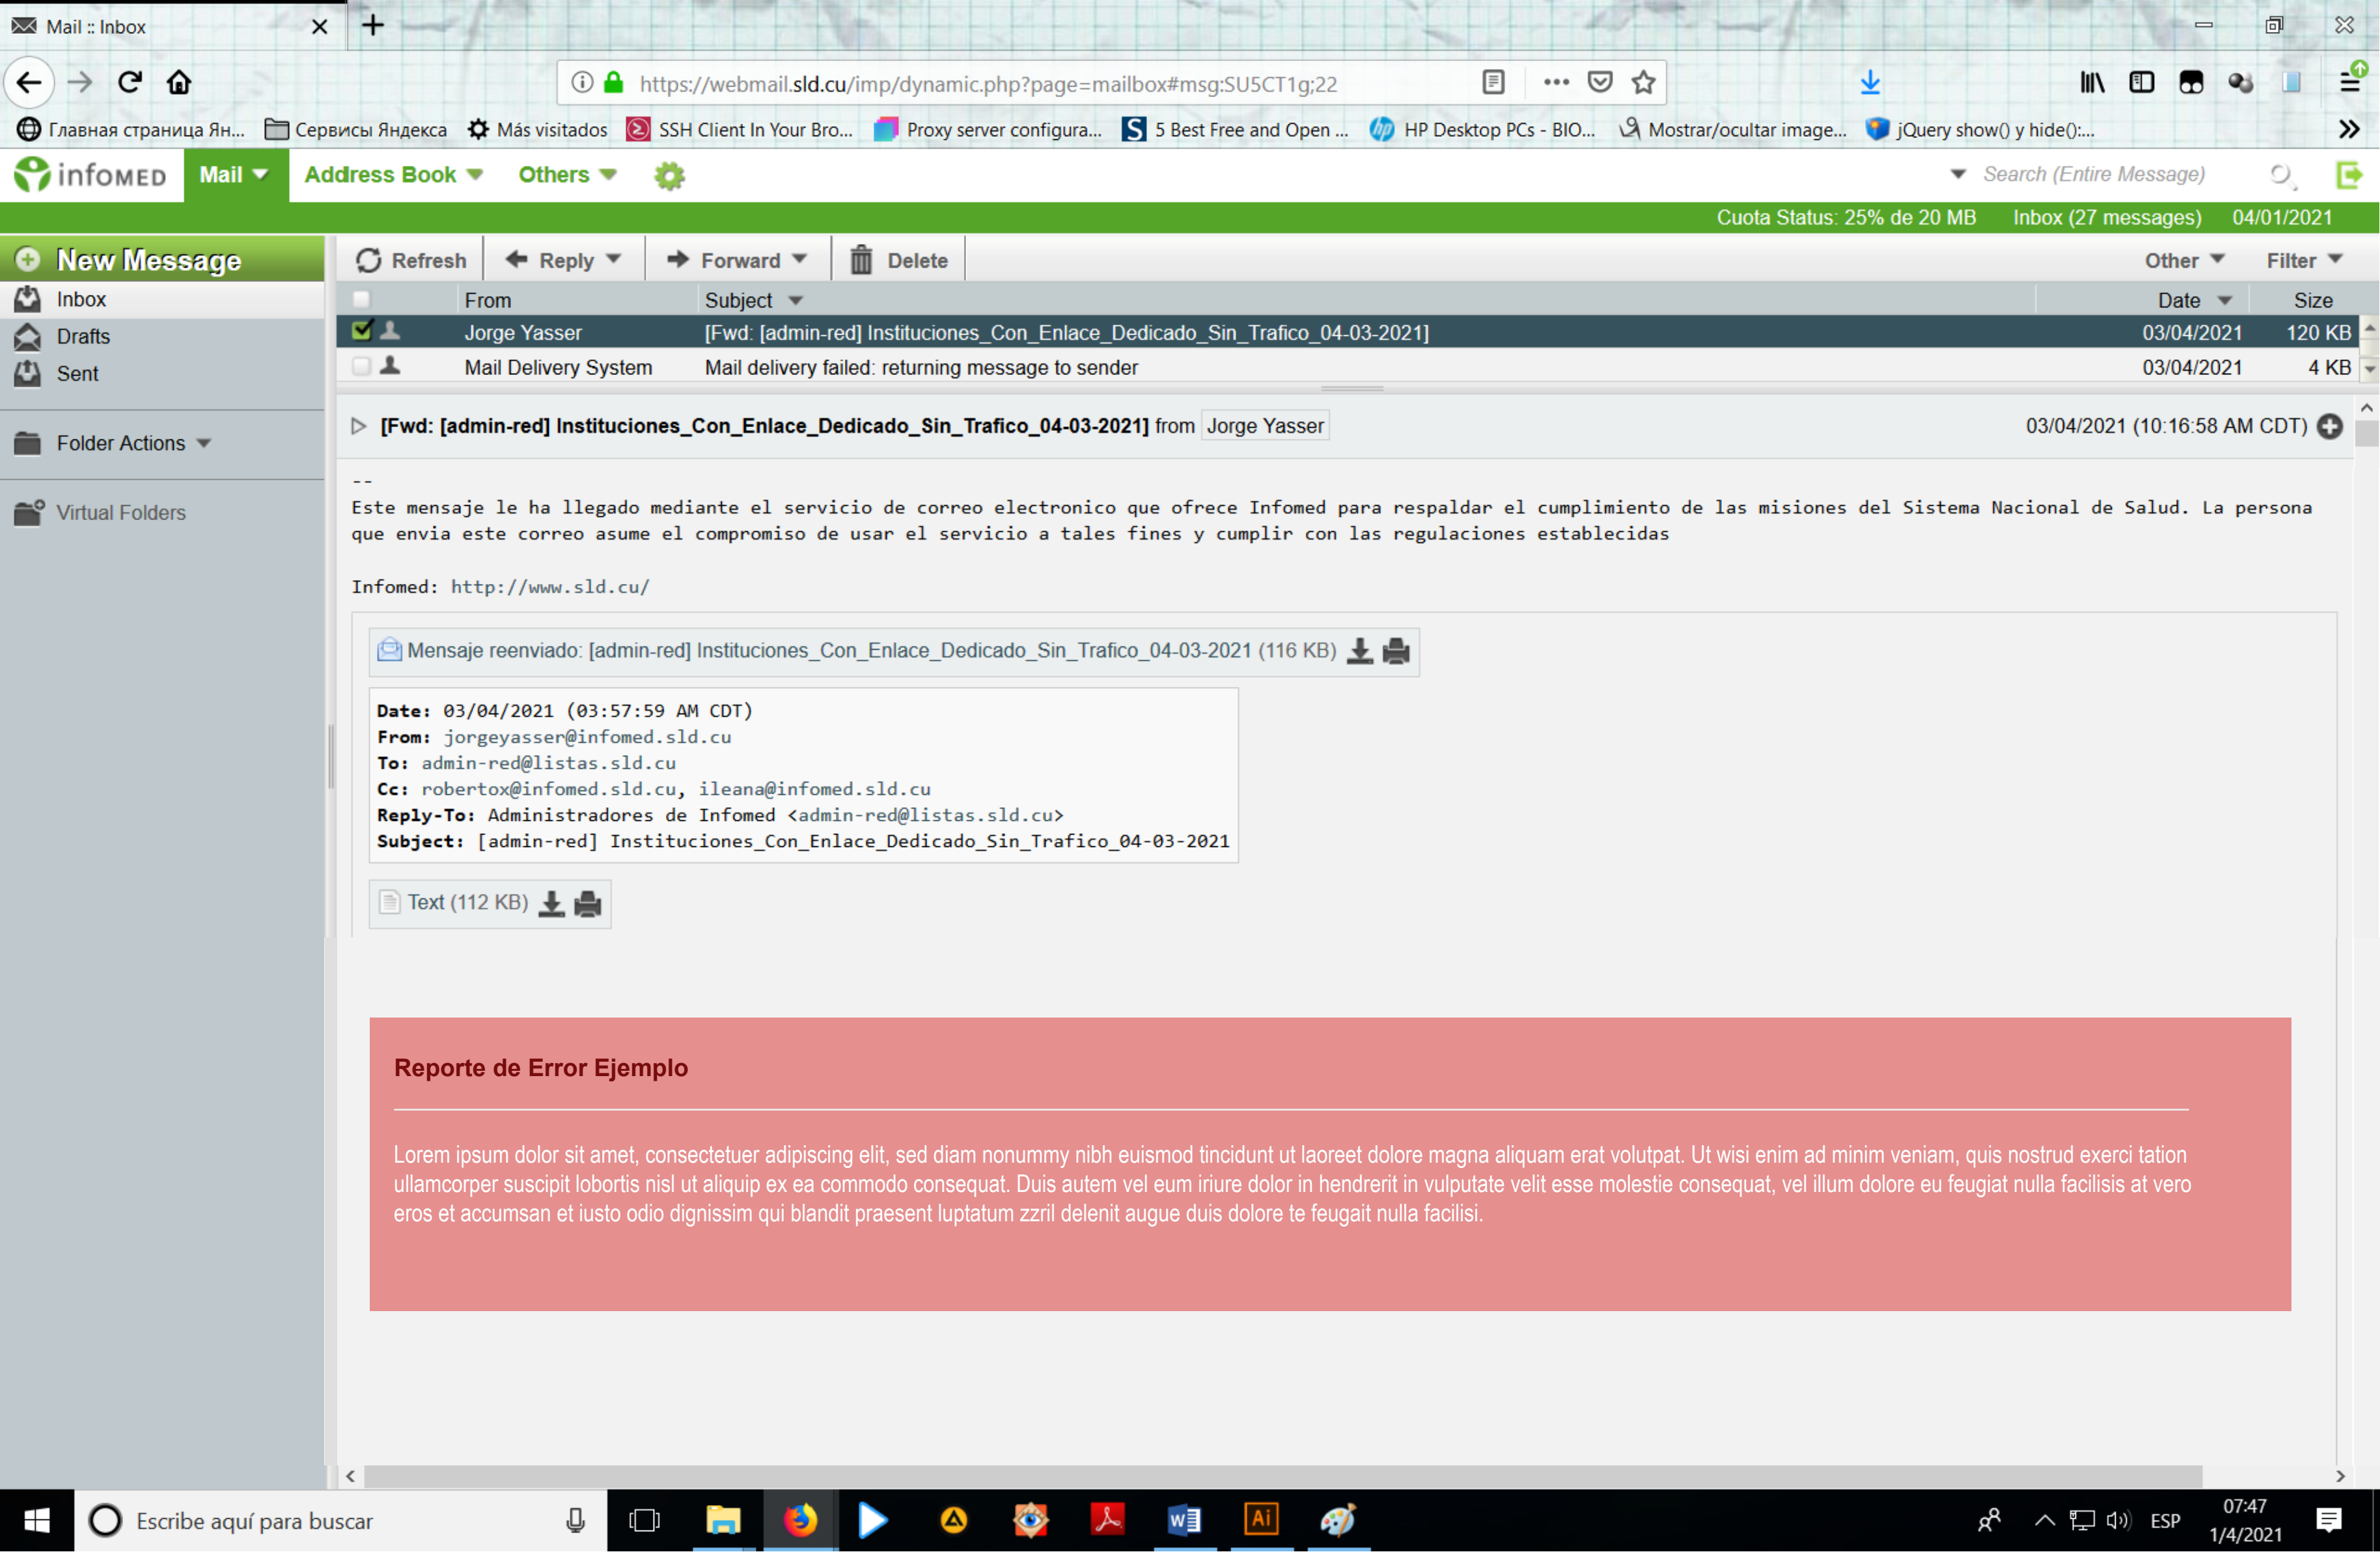 Mail :: Inbox
https://webmail.sld.cu/imp/dynamic.php?page=mailbox#msg:SU5CT1g;22
Главная страница Ян... Сервисы Яндекса Más visitados SSH Client In Your Bro... Proxy server configura... 5 Best Free and Open ... HP Desktop PCs - BIO... Mostrar/ocultar image... jQuery show() y hide():...
infomed Mail Address Book Others Search (Entire Message)
Cuota Status: 25% de 20 MB Inbox (27 messages) 04/01/2021
New Message Refresh Reply Forward Delete Other Filter
Inbox From Subject Date Size
Drafts Jorge Yasser [Fwd: [admin-red] Instituciones_Con_Enlace_Dedicado_Sin_Trafico_04-03-2021] 03/04/2021 120 KB
Sent Mail Delivery System Mail delivery failed: returning message to sender 03/04/2021 4 KB
Folder Actions
Virtual Folders
[Fwd: [admin-red] Instituciones_Con_Enlace_Dedicado_Sin_Trafico_04-03-2021] from Jorge Yasser 03/04/2021 (10:16:58 AM CDT)
--
Este mensaje le ha llegado mediante el servicio de correo electronico que ofrece Infomed para respaldar el cumplimiento de las misiones del Sistema Nacional de Salud. La persona
que envia este correo asume el compromiso de usar el servicio a tales fines y cumplir con las regulaciones establecidas
Infomed: http://www.sld.cu/
Mensaje reenviado: [admin-red] Instituciones_Con_Enlace_Dedicado_Sin_Trafico_04-03-2021 (116 KB)
Date: 03/04/2021 (03:57:59 AM CDT)
From: jorgeyasser@infomed.sld.cu
To: admin-red@listas.sld.cu
Cc: robertox@infomed.sld.cu, ileana@infomed.sld.cu
Reply-To: Administradores de Infomed <admin-red@listas.sld.cu>
Subject: [admin-red] Instituciones_Con_Enlace_Dedicado_Sin_Trafico_04-03-2021
Text (112 KB)
Reporte de Error Ejemplo
Lorem ipsum dolor sit amet, consectetuer adipiscing elit, sed diam nonummy nibh euismod tincidunt ut laoreet dolore magna aliquam erat volutpat. Ut wisi enim ad minim veniam, quis nostrud exerci tation
ullamcorper suscipit lobortis nisl ut aliquip ex ea commodo consequat. Duis autem vel eum iriure dolor in hendrerit in vulputate velit esse molestie consequat, vel illum dolore eu feugiat nulla facilisis at vero
eros et accumsan et iusto odio dignissim qui blandit praesent luptatum zzril delenit augue duis dolore te feugait nulla facilisi.
Escribe aquí para buscar
ESP
07:47
1/4/2021